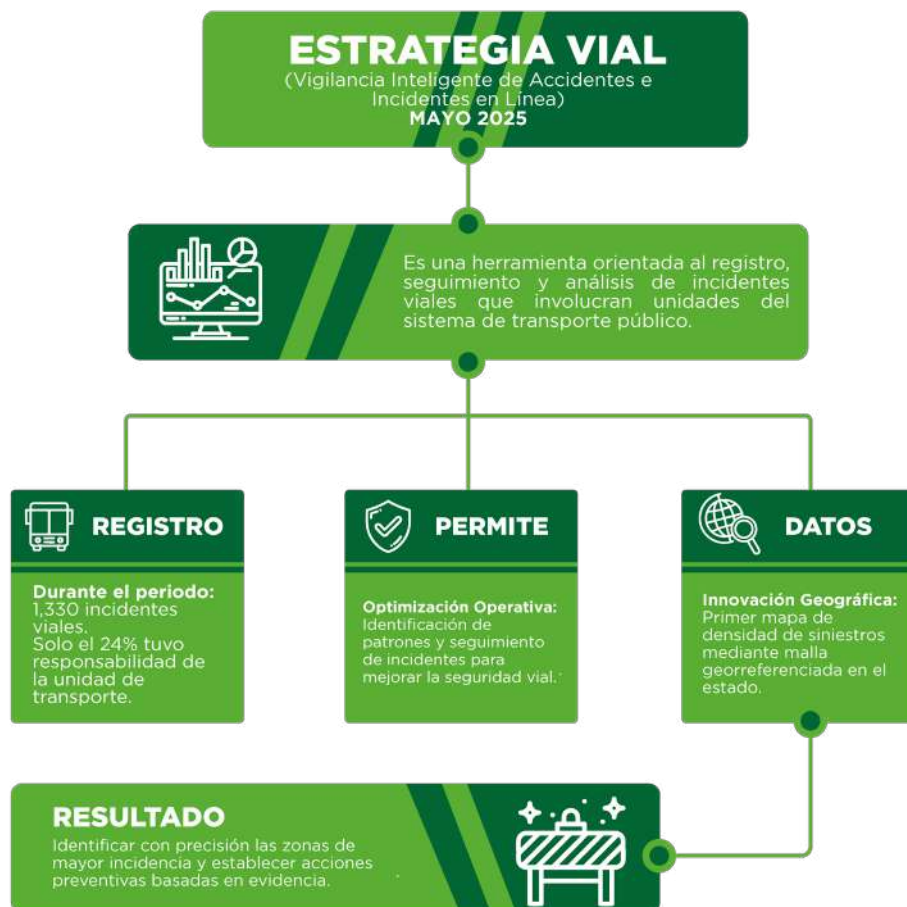 ESTRATEGIA VIAL
(Vigilancia Inteligente de Accidentes e
Incidentes en Línea)
MAYO 2025
Es una herramienta orientada al registro,
seguimiento y análisis de incidentes
viales que involucran unidades del
sistema de transporte público.
REGISTRO
Durante el periodo:
1,330 incidentes
viales.
Solo el 24% tuvo
responsabilidad de
la unidad de
transporte.
PERMITE
Optimización Operativa:
Identificación de
patrones y seguimiento
de incidentes para
mejorar la seguridad vial.
DATOS
Innovación Geográfica:
Primer mapa de
densidad de siniestros
mediante malla
georreferenciada en el
estado.
RESULTADO
Identificar con precisión las zonas de
mayor incidencia y establecer acciones
preventivas basadas en evidencia.